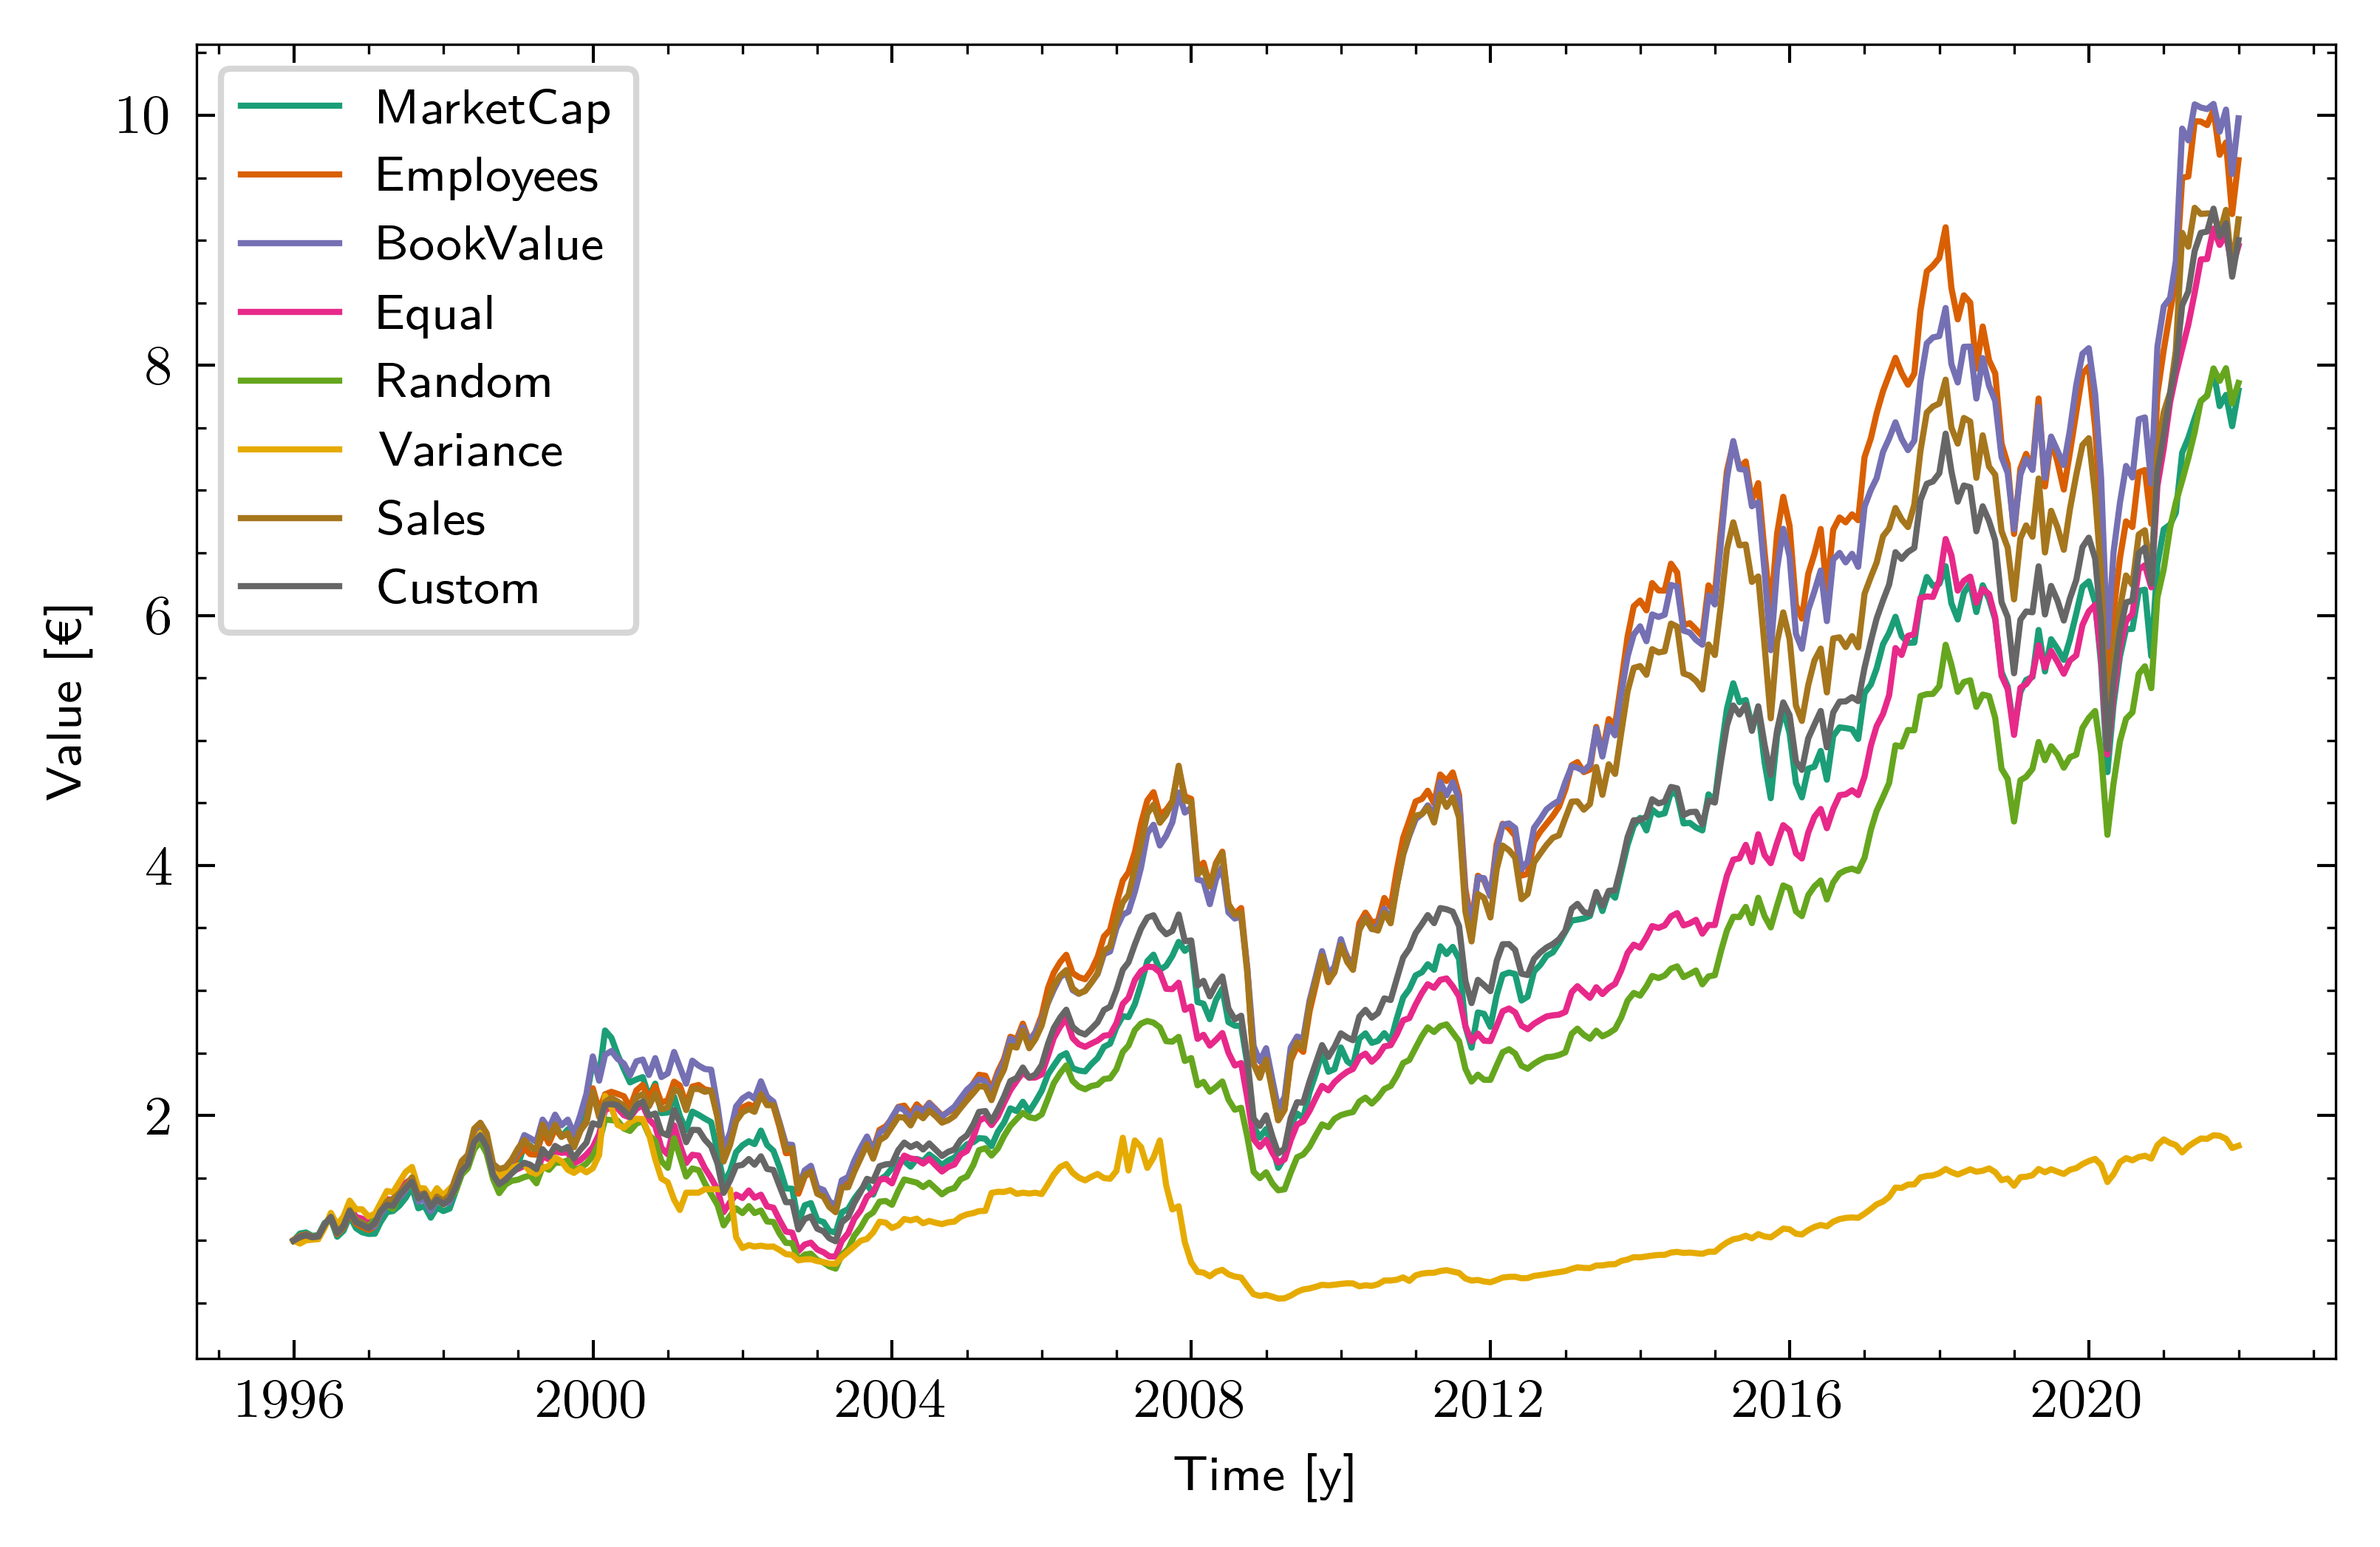 MarketCap
Employees
BookValue
Equal
Random
Variance
Sales
Custom
10
8
6
4
2
Value [€]
1996 2000 2004 2008 2012 2016 2020
Time [y]